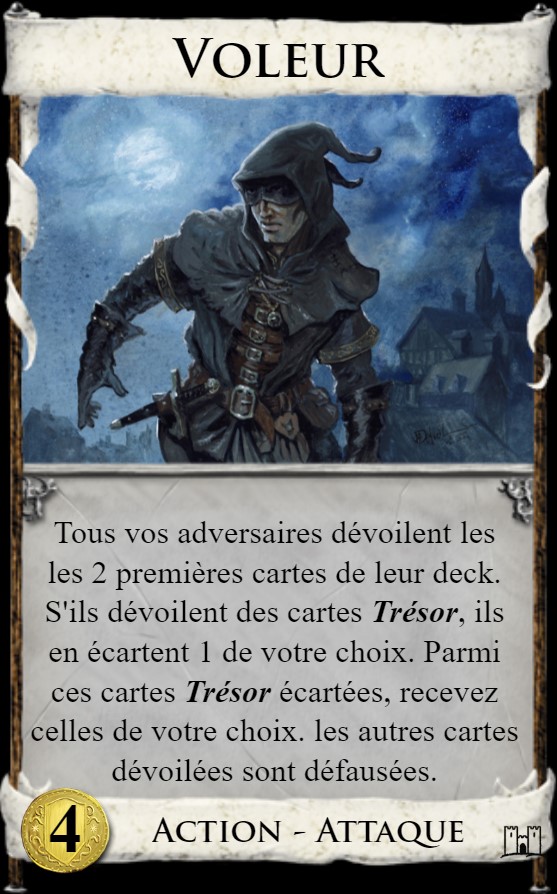 Voleur
Tous vos adversaires dévoilent les
les 2 premières cartes de leur deck.
S'ils dévoilent des cartes Trésor, ils
en écartent 1 de votre choix. Parmi
ces cartes Trésor écartées, recevez
celles de votre choix. les autres cartes
dévoilées sont défausées.
4
Action - Attaque